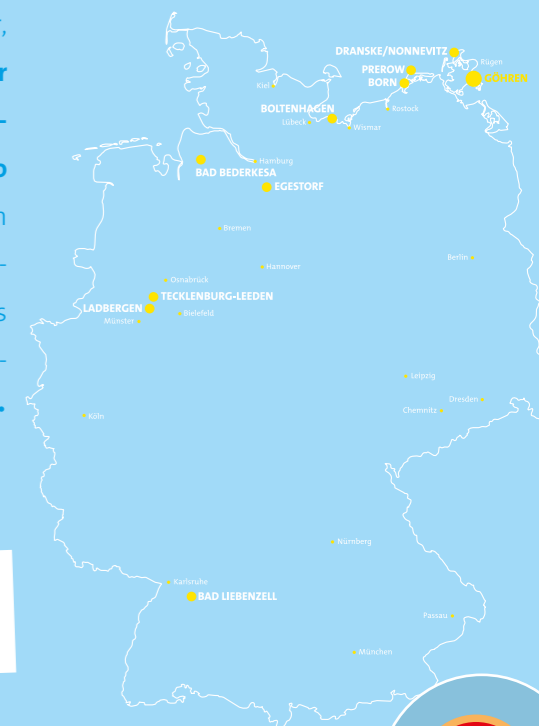 ,
r
–
o
n
–
s
–
.
DRANSKE/NONNEVITZ
Rügen
PREROW
GÖHREN
BORN
Kiel
BOLTENHAGEN
Rostock
Lübeck
Wismar
Hamburg
BAD BEDERKESA
EGESTORF
Bremen
Berlin
Hannover
Osnabrück
TECKLENBURG-LEEDEN
LADBERGEN
Bielefeld
Münster
Leipzig
Dresden
Chemnitz
Köln
Nürnberg
Karlsruhe
BAD LIEBENZELL
Passau
München